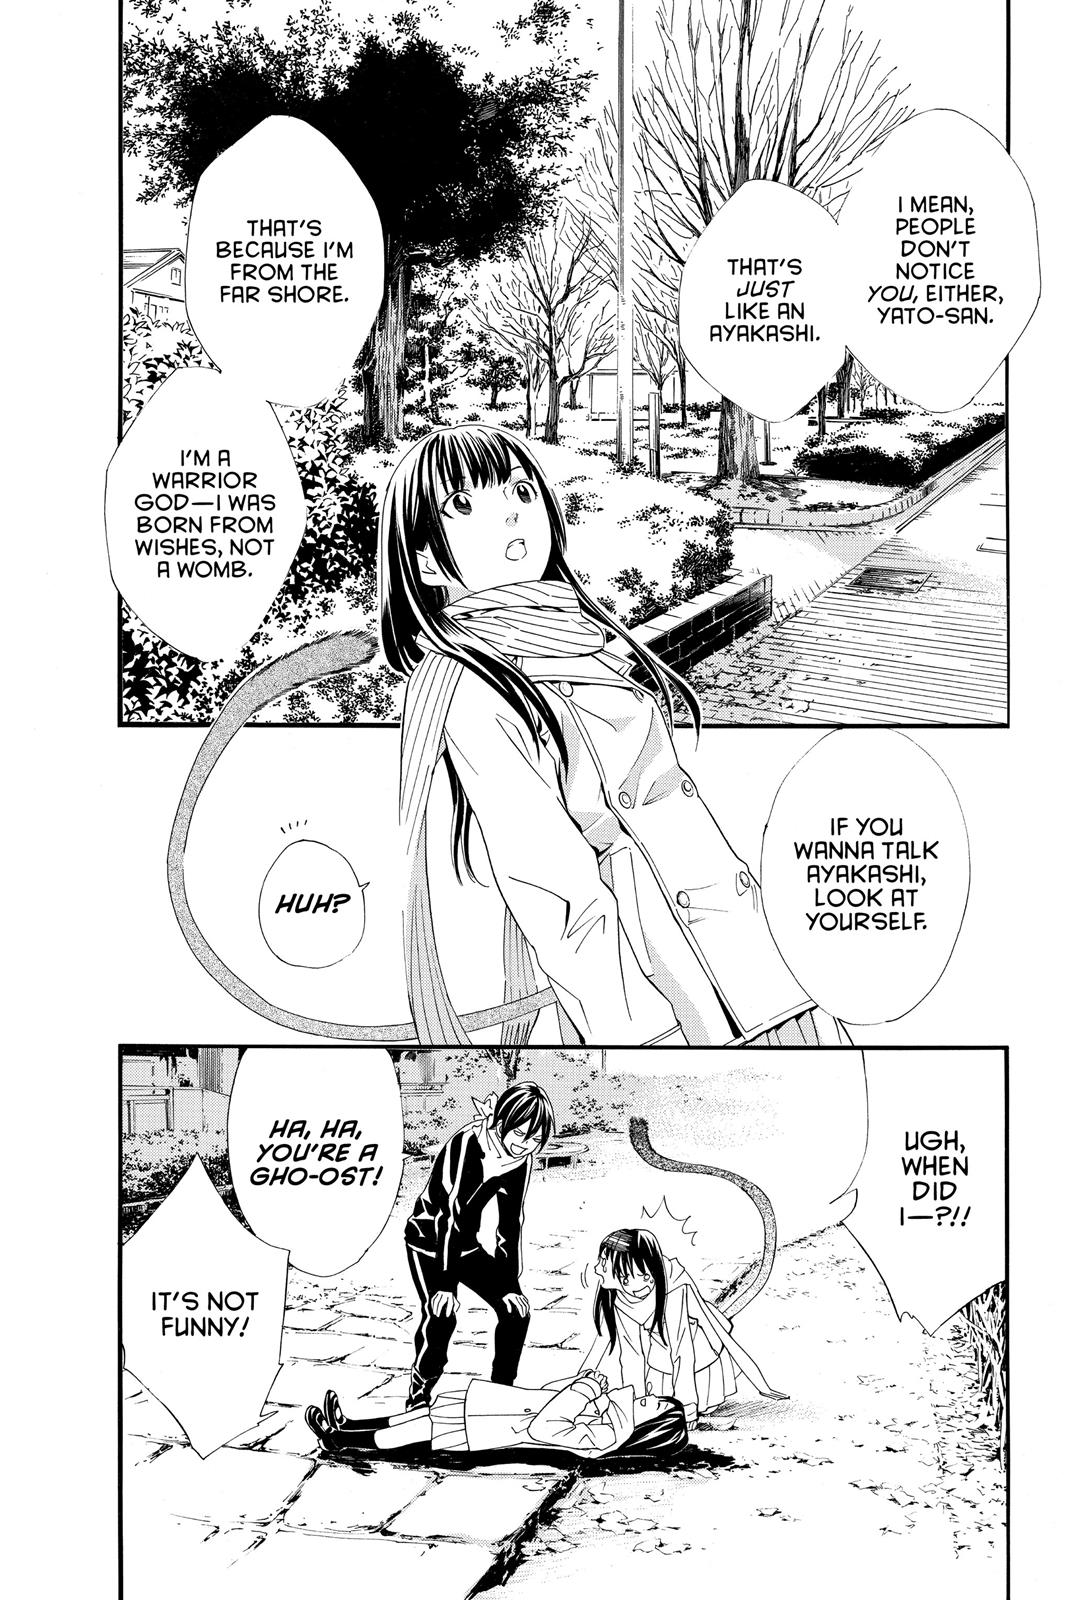 I MEAN,
PEOPLE
DON'T
NOTICE
YOU, EITHER,
YATO-SAN.
THAT'S
JUST
LIKE AN
AYAKASHI.
THAT'S
BECAUSE I'M
FROM THE
FAR SHORE.
I'M A
WARRIOR
GOD—I WAS
BORN FROM
WISHES, NOT
A WOMB.
IF YOU
WANNA TALK
AYAKASHI,
LOOK AT
YOURSELF.
HUH?
UGH,
WHEN
DID
I—?!!
HA, HA,
YOU'RE A
GHO-OST!
IT'S NOT
FUNNY!